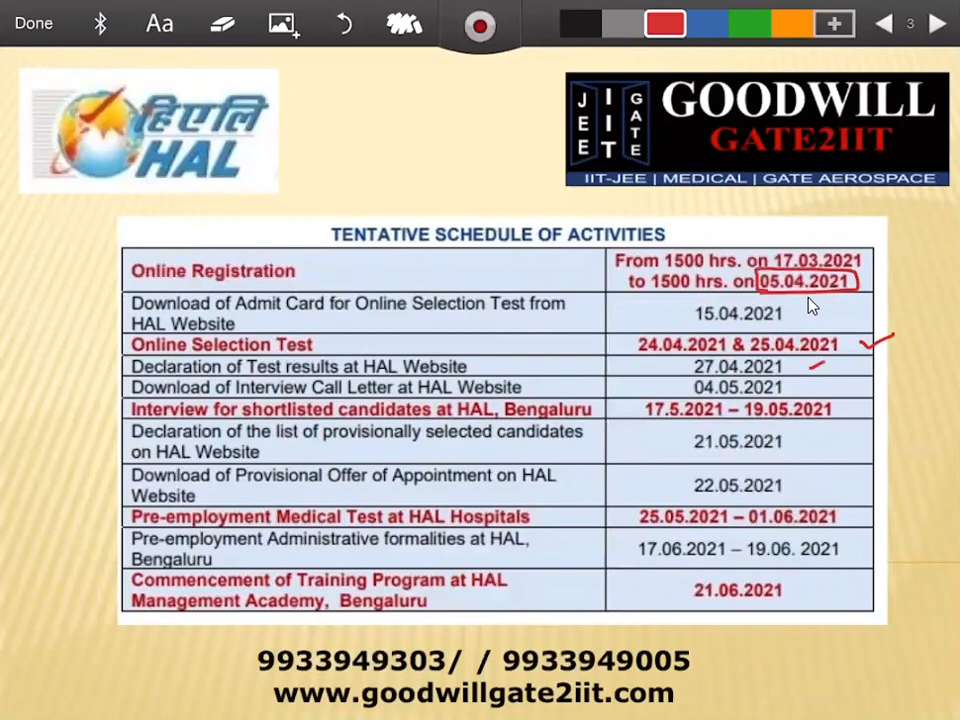 Done
Aa
3
हिएलि
HAL
JEE
IIT
GATE
GOODWILL
GATE2IIT
IIT-JEE | MEDICAL | GATE AEROSPACE
TENTATIVE SCHEDULE OF ACTIVITIES
Online Registration
From 1500 hrs. on 17.03.2021
to 1500 hrs. on 05.04.2021
Download of Admit Card for Online Selection Test from
HAL Website
15.04.2021
Online Selection Test
24.04.2021 & 25.04.2021
Declaration of Test results at HAL Website
27.04.2021
Download of Interview Call Letter at HAL Website
04.05.2021
Interview for shortlisted candidates at HAL, Bengaluru
17.5.2021 – 19.05.2021
Declaration of the list of provisionally selected candidates
on HAL Website
21.05.2021
Download of Provisional Offer of Appointment on HAL
Website
22.05.2021
Pre-employment Medical Test at HAL Hospitals
25.05.2021 – 01.06.2021
Pre-employment Administrative formalities at HAL,
Bengaluru
17.06.2021 – 19.06. 2021
Commencement of Training Program at HAL
Management Academy, Bengaluru
21.06.2021
9933949303/ / 9933949005
www.goodwillgate2iit.com